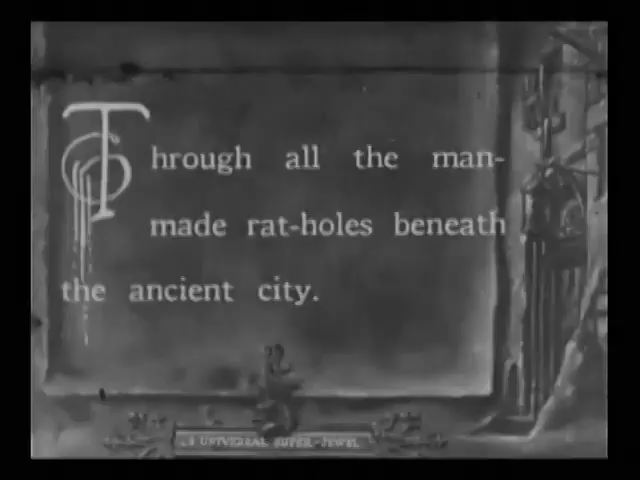 Through all the man-
made rat-holes beneath
the ancient city.
A UNIVERSAL SUPER-JEWEL